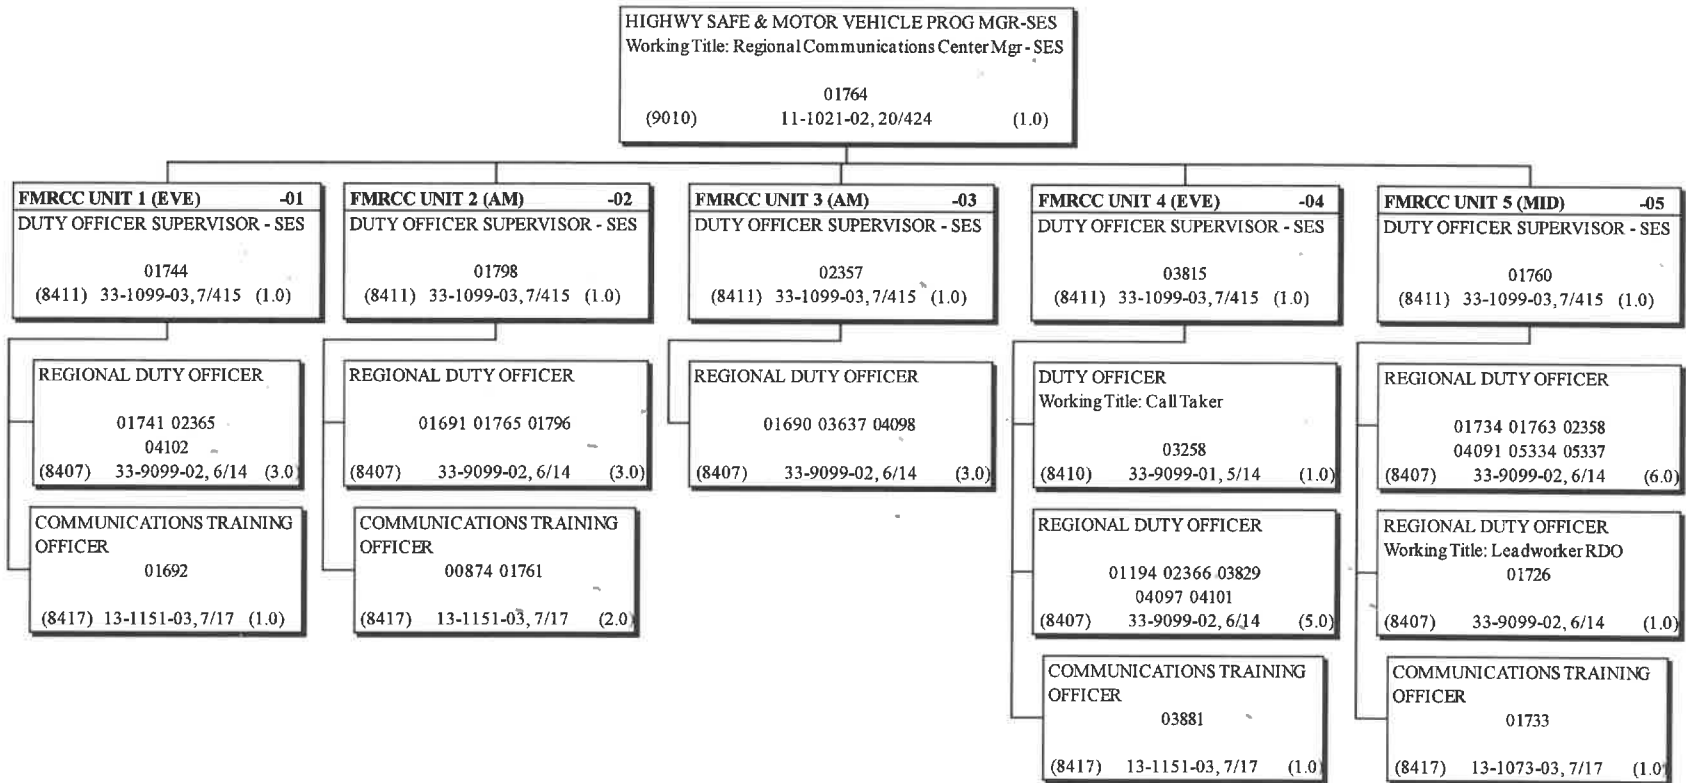 HIGHWY SAFE & MOTOR VEHICLE PROG MGR-SES
Working Title: Regional Communications Center Mgr - SES
01764
(9010) 11-1021-02, 20/424 (1.0)
FMRCC UNIT 1 (EVE) -01
DUTY OFFICER SUPERVISOR - SES
01744
(8411) 33-1099-03, 7/415 (1.0)
REGIONAL DUTY OFFICER
01741 02365
04102
(8407) 33-9099-02, 6/14 (3.0)
COMMUNICATIONS TRAINING
OFFICER
01692
(8417) 13-1151-03, 7/17 (1.0)
FMRCC UNIT 2 (AM) -02
DUTY OFFICER SUPERVISOR - SES
01798
(8411) 33-1099-03, 7/415 (1.0)
REGIONAL DUTY OFFICER
01691 01765 01796
(8407) 33-9099-02, 6/14 (3.0)
COMMUNICATIONS TRAINING
OFFICER
00874 01761
(8417) 13-1151-03, 7/17 (2.0)
FMRCC UNIT 3 (AM) -03
DUTY OFFICER SUPERVISOR - SES
02357
(8411) 33-1099-03, 7/415 (1.0)
REGIONAL DUTY OFFICER
01690 03637 04098
(8407) 33-9099-02, 6/14 (3.0)
FMRCC UNIT 4 (EVE) -04
DUTY OFFICER SUPERVISOR - SES
03815
(8411) 33-1099-03, 7/415 (1.0)
DUTY OFFICER
Working Title: Call Taker
03258
(8410) 33-9099-01, 5/14 (1.0)
REGIONAL DUTY OFFICER
01194 02366 03829
04097 04101
(8407) 33-9099-02, 6/14 (5.0)
COMMUNICATIONS TRAINING
OFFICER
03881
(8417) 13-1151-03, 7/17 (1.0)
FMRCC UNIT 5 (MID) -05
DUTY OFFICER SUPERVISOR - SES
01760
(8411) 33-1099-03, 7/415 (1.0)
REGIONAL DUTY OFFICER
01734 01763 02358
04091 05334 05337
(8407) 33-9099-02, 6/14 (6.0)
REGIONAL DUTY OFFICER
Working Title: Leadworker RDO
01726
(8407) 33-9099-02, 6/14 (1.0)
COMMUNICATIONS TRAINING
OFFICER
01733
(8417) 13-1073-03, 7/17 (1.0)